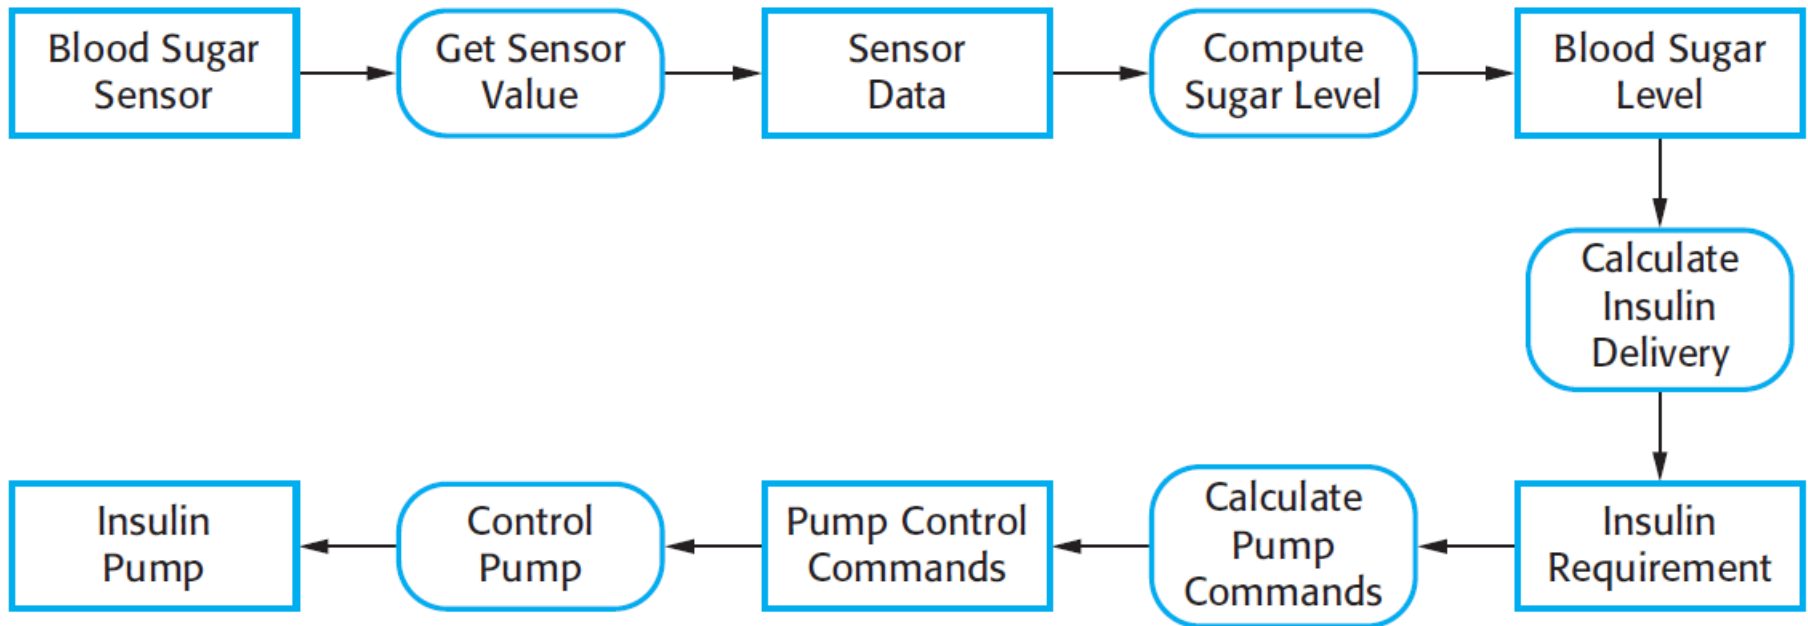 Blood Sugar
Sensor
Get Sensor
Value
Sensor
Data
Compute
Sugar Level
Blood Sugar
Level
Calculate
Insulin
Delivery
Insulin
Requirement
Calculate
Pump
Commands
Pump Control
Commands
Control
Pump
Insulin
Pump